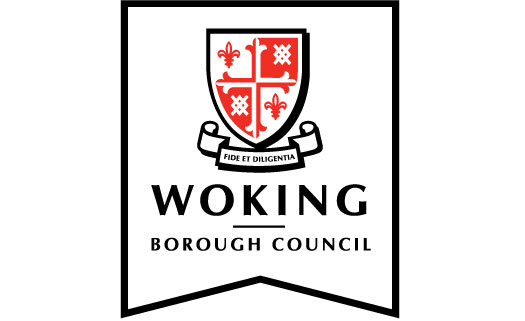 FIDE ET DILIGENTIA
WOKING
BOROUGH COUNCIL